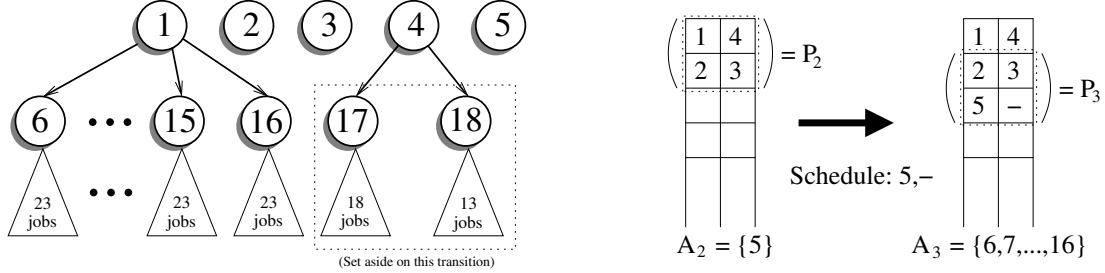 1 2 3 4 5
6 ••• 15 16 17 18
23 jobs ••• 23 jobs 23 jobs 18 jobs 13 jobs
(Set aside on this transition)
1 4
2 3
= P2
Schedule: 5,–
A2 = {5}
1 4
2 3
5 –
= P3
A3 = {6,7,...,16}